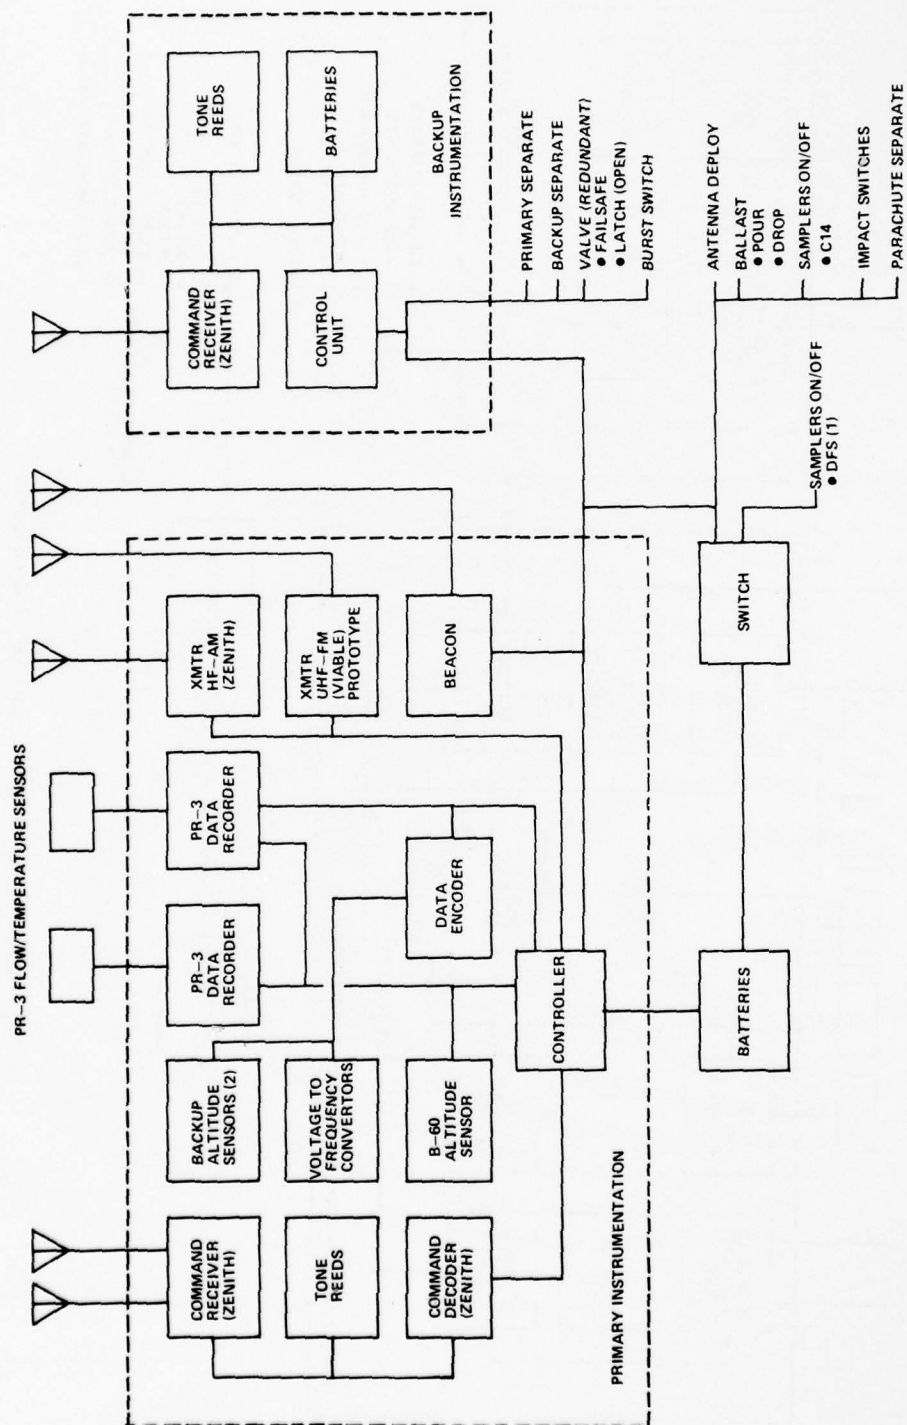 PR-3 FLOW/TEMPERATURE SENSORS
COMMAND
RECEIVER
(ZENITH)
TONE
REEDS
COMMAND
DECODER
(ZENITH)
BACKUP
ALTITUDE
SENSORS (2)
VOLTAGE TO
FREQUENCY
CONVERTORS
B-60
ALTITUDE
SENSOR
PR-3
DATA
RECORDER
PR-3
DATA
RECORDER
DATA
ENCODER
XMTR
HF-AM
(ZENITH)
XMTR
UHF-FM
(VIABLE)
PROTOTYPE
BEACON
CONTROLLER
PRIMARY INSTRUMENTATION
BATTERIES
SWITCH
COMMAND
RECEIVER
(ZENITH)
TONE
REEDS
CONTROL
UNIT
BATTERIES
BACKUP
INSTRUMENTATION
PRIMARY SEPARATE
BACKUP SEPARATE
VALVE (REDUNDANT)
● FAILSAFE
● LATCH (OPEN)
BURST SWITCH
ANTENNA DEPLOY
BALLAST
● POUR
● DROP
SAMPLERS ON/OFF
● C14
IMPACT SWITCHES
PARACHUTE SEPARATE
SAMPLERS ON/OFF
● DFS (1)